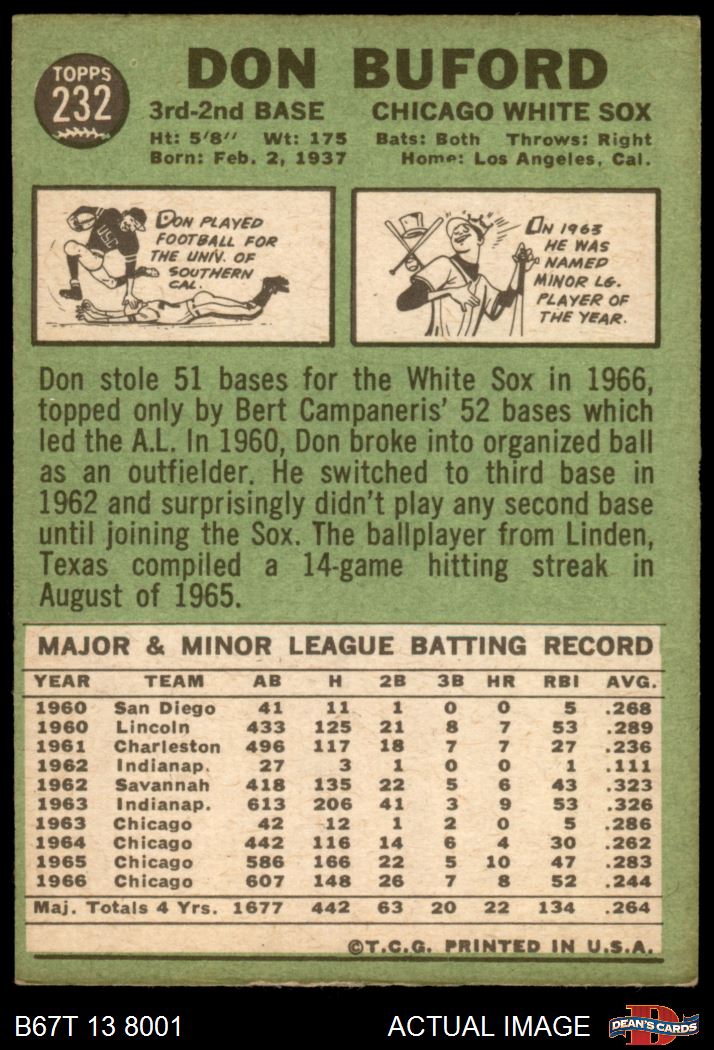 TOPPS
232
DON BUFORD
3rd-2nd BASE CHICAGO WHITE SOX
Ht: 5'8" Wt: 175 Bats: Both Throws: Right
Born: Feb. 2, 1937 Home: Los Angeles, Cal.
USC
DON PLAYED
FOOTBALL FOR
THE UNIV. OF
SOUTHERN
CAL.
IN 1963
HE WAS
NAMED
MINOR LG.
PLAYER OF
THE YEAR.
Don stole 51 bases for the White Sox in 1966,
topped only by Bert Campaneris' 52 bases which
led the A.L. In 1960, Don broke into organized ball
as an outfielder. He switched to third base in
1962 and surprisingly didn't play any second base
until joining the Sox. The ballplayer from Linden,
Texas compiled a 14-game hitting streak in
August of 1965.
MAJOR & MINOR LEAGUE BATTING RECORD
YEAR TEAM AB H 2B 3B HR RBI AVG.
1960 San Diego 41 11 1 0 0 5 .268
1960 Lincoln 433 125 21 8 7 53 .289
1961 Charleston 496 117 18 7 7 27 .236
1962 Indianap. 27 3 1 0 0 1 .111
1962 Savannah 418 135 22 5 6 43 .323
1963 Indianap. 613 206 41 3 9 53 .326
1963 Chicago 42 12 1 2 0 5 .286
1964 Chicago 442 116 14 6 4 30 .262
1965 Chicago 586 166 22 5 10 47 .283
1966 Chicago 607 148 26 7 8 52 .244
Maj. Totals 4 Yrs. 1677 442 63 20 22 134 .264
©T.C.G. PRINTED IN U.S.A.
B67T 13 8001 ACTUAL IMAGE DEAN'S CARDS